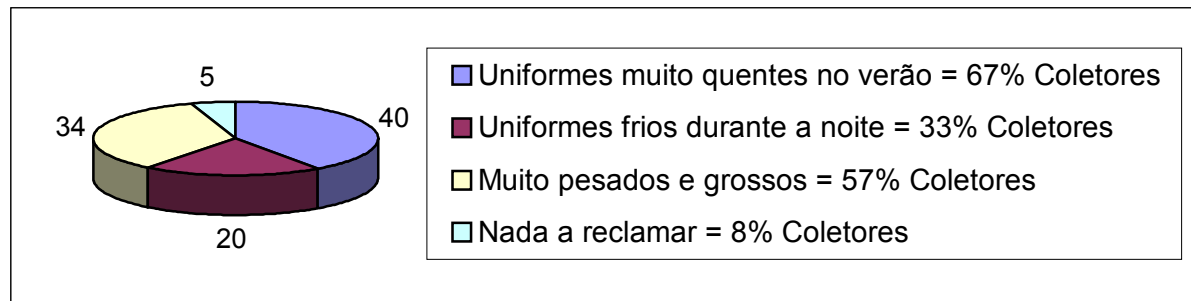 5
34
40
20
Uniformes muito quentes no verão = 67% Coletores
Uniformes frios durante a noite = 33% Coletores
Muito pesados e grossos = 57% Coletores
Nada a reclamar = 8% Coletores